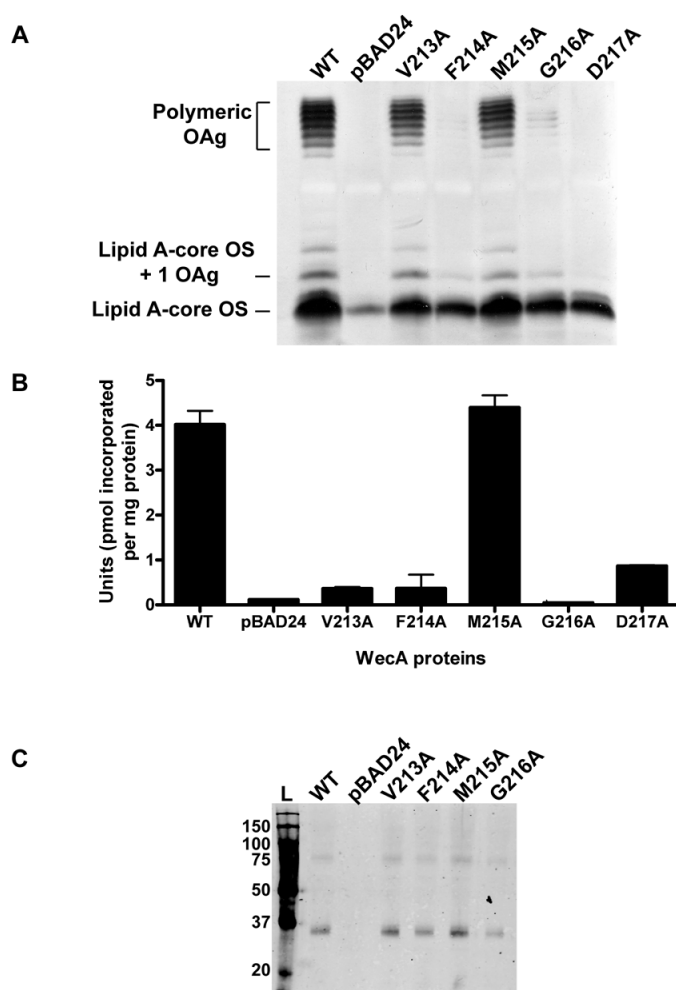 A
WT
pBAD24
V213A
F214A
M215A
G216A
D217A
Polymeric
OAg
Lipid A-core OS
+ 1 OAg
Lipid A-core OS
B
Units (pmol incorporated
per mg protein)
5
4
3
2
1
0
WT
pBAD24
V213A
F214A
M215A
G216A
D217A
WecA proteins
C
L
WT
pBAD24
V213A
F214A
M215A
G216A
150
100
75
50
37
20